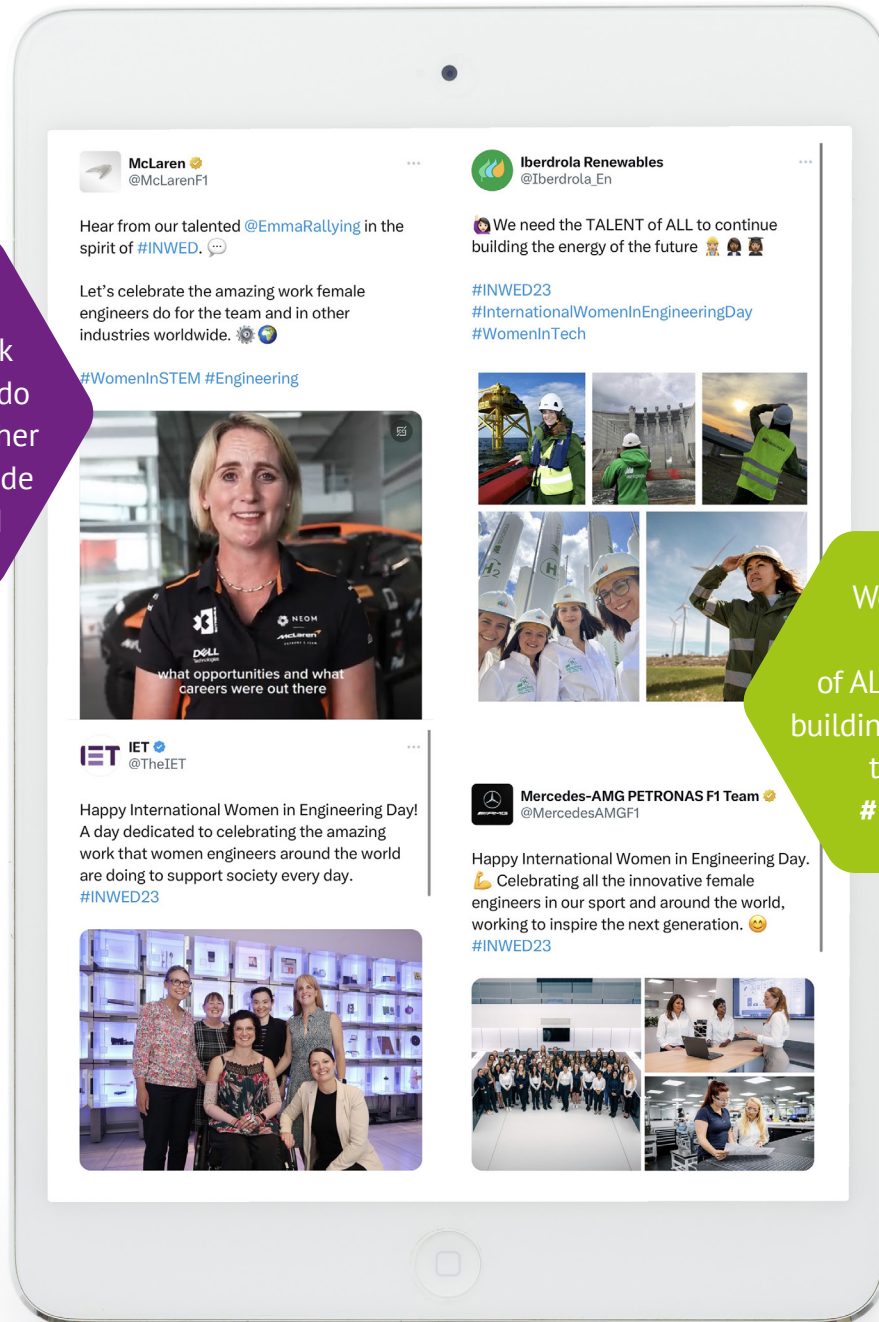 McLaren
@McLarenF1
Hear from our talented @EmmaRallying in the
spirit of #INWED. 💬
Let's celebrate the amazing work female
engineers do for the team and in other
industries worldwide. ⚙️🌍
#WomenInSTEM #Engineering
NEOM
McLaren
DELL
Technologies
what opportunities and what
careers were out there
IET
IET
@TheIET
Happy International Women in Engineering Day!
A day dedicated to celebrating the amazing
work that women engineers around the world
are doing to support society every day.
#INWED23
Iberdrola Renewables
@Iberdrola_En
🙋🏻‍♀️We need the TALENT of ALL to continue
building the energy of the future 👷🏼‍♀️👩🏾‍💼👩🏾‍🎓
#INWED23
#InternationalWomenInEngineeringDay
#WomenInTech
H2
H
Mercedes-AMG PETRONAS F1 Team
@MercedesAMGF1
Happy International Women in Engineering Day.
💪 Celebrating all the innovative female
engineers in our sport and around the world,
working to inspire the next generation. 😊
#INWED23
do
of AL
#